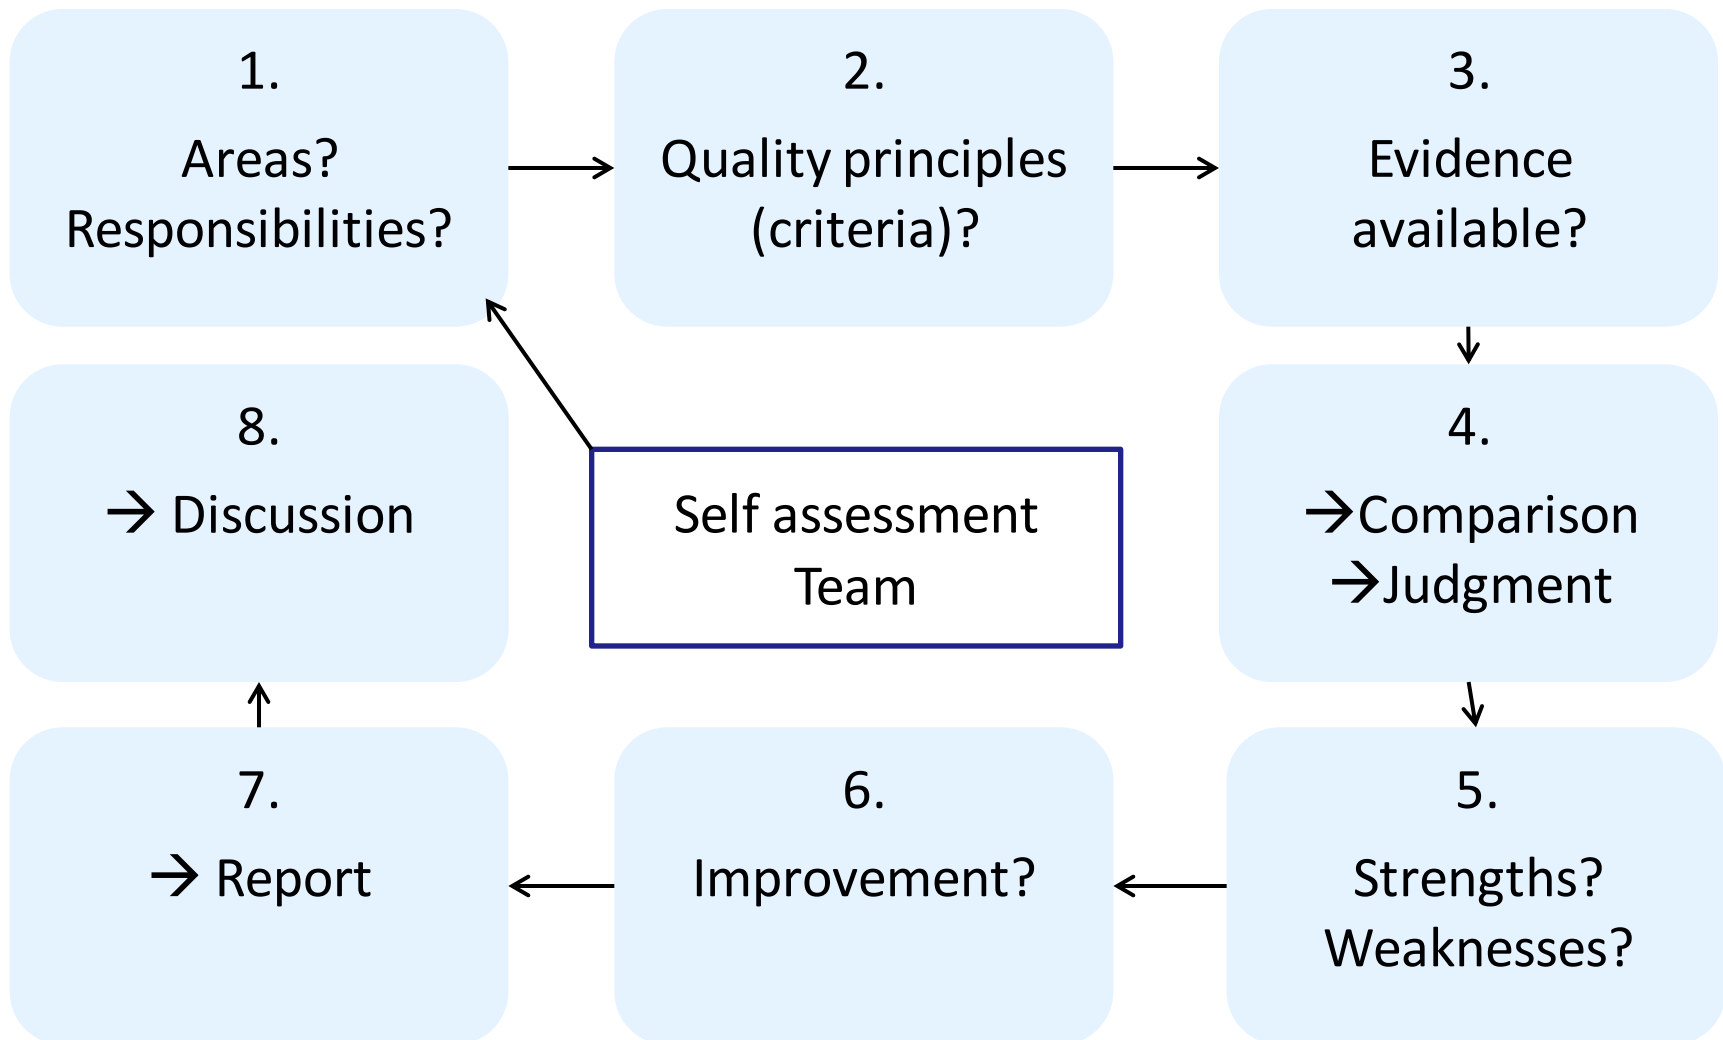 1.
Areas?
Responsibilities?
2.
Quality principles
(criteria)?
3.
Evidence
available?
4.
→Comparison
→Judgment
5.
Strengths?
Weaknesses?
6.
Improvement?
7.
→ Report
8.
→ Discussion
Self assessment
Team